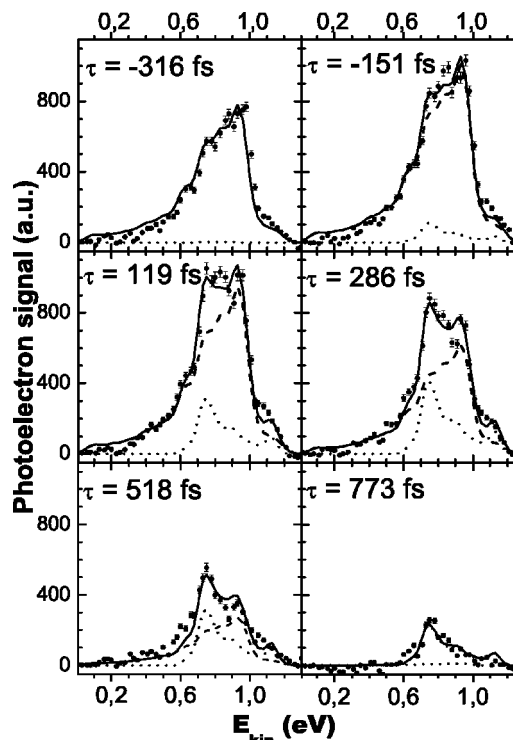 0,2 0,6 1,0 0,2 0,6 1,0
τ = -316 fs τ = -151 fs
800
400
0
τ = 119 fs τ = 286 fs
800
400
0
τ = 518 fs τ = 773 fs
800
400
0
Photoelectron signal (a.u.)
0,2 0,6 1,0 0,2 0,6 1,0
E_kin (eV)